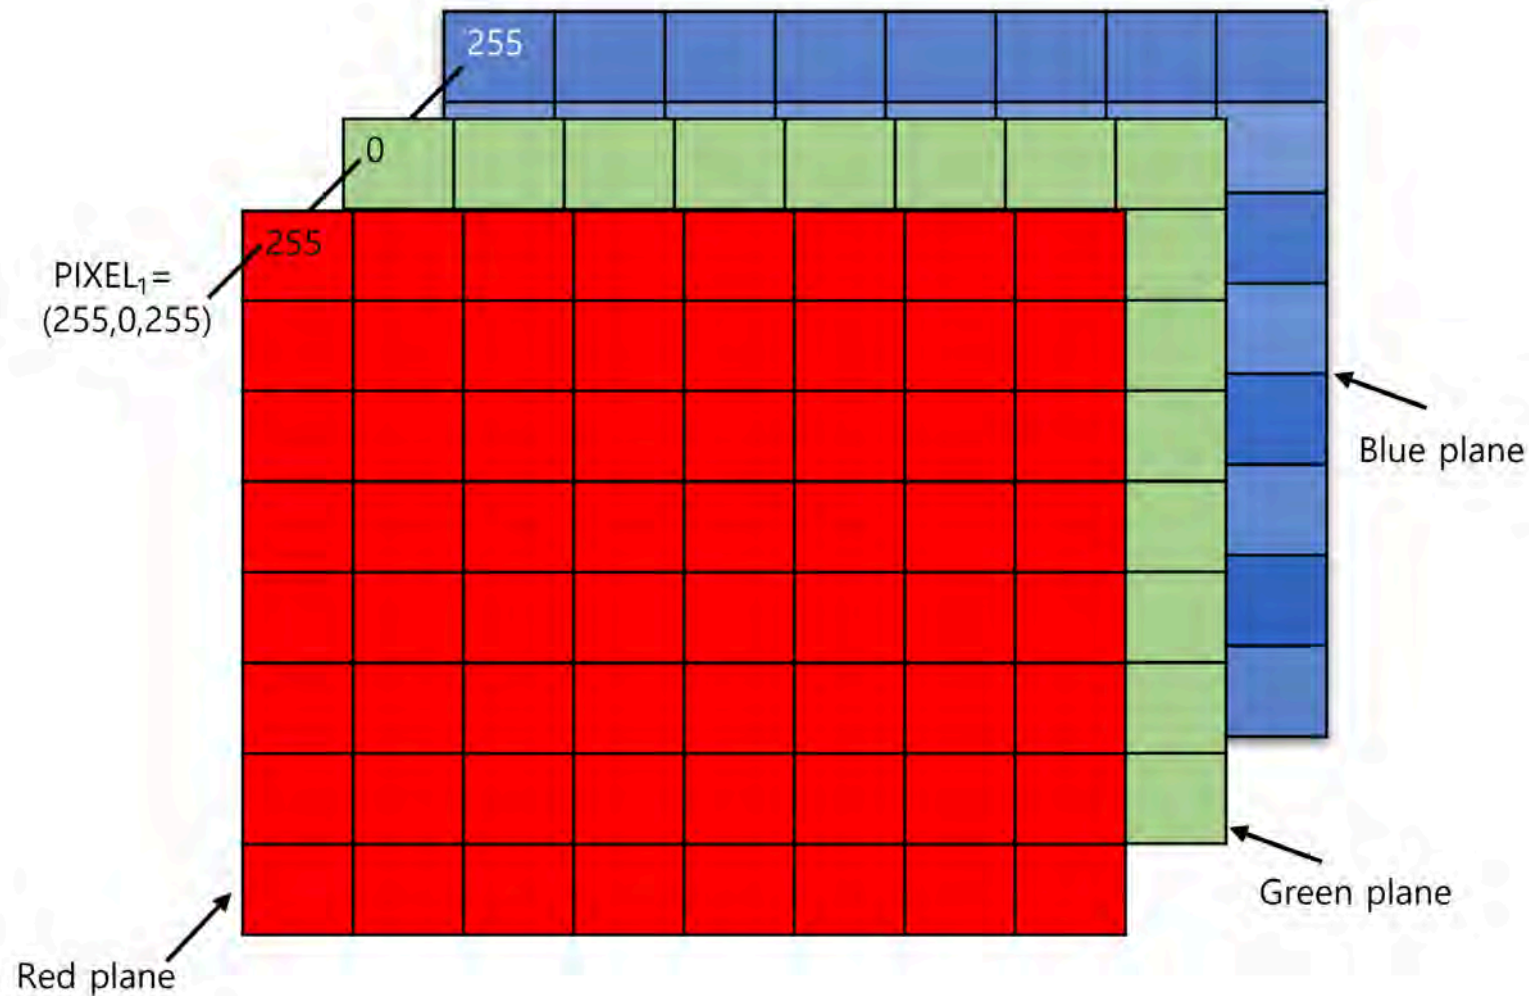 255
0
255
PIXEL₁=
(255,0,255)
Blue plane
Green plane
Red plane